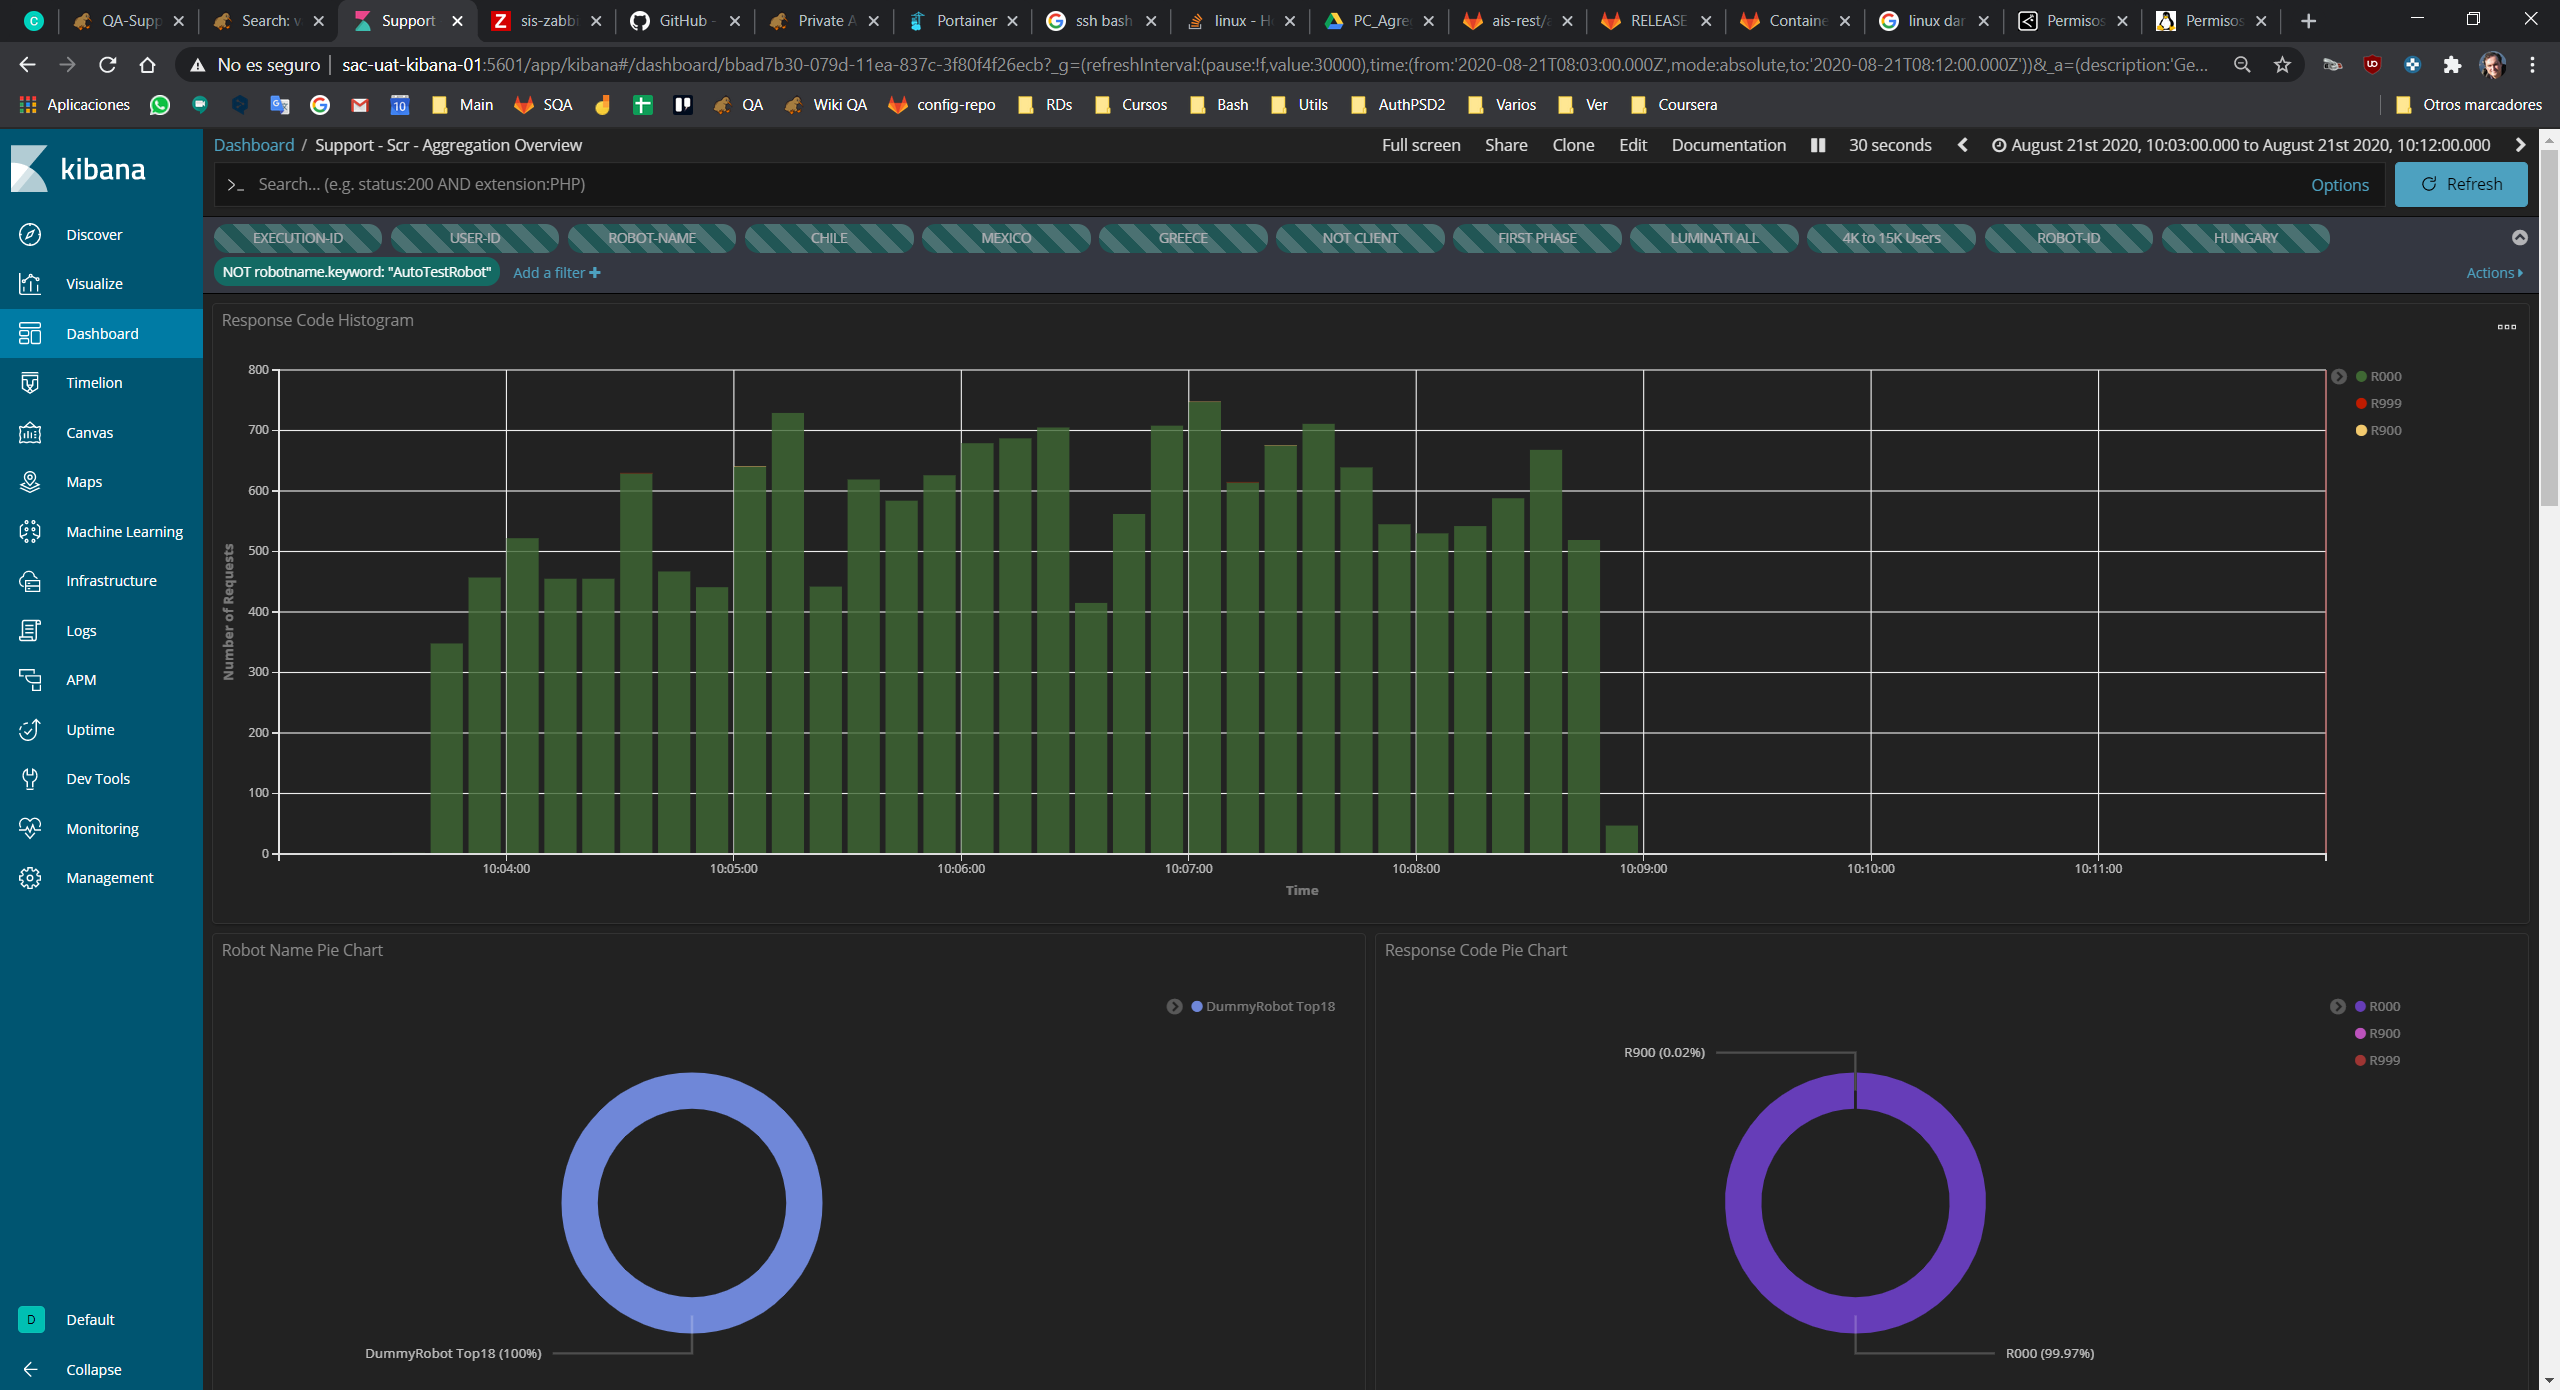 QA-Supp
Search: v
Support
sis-zabbi
GitHub -
Private A
Portainer
ssh bash
linux - H
PC_Agre
ais-rest/
RELEASE
Containe
linux dar
Permisos
Permisos
No es seguro | sac-uat-kibana-01:5601/app/kibana#/dashboard/bbad7b30-079d-11ea-837c-3f80f4f26ecb?_g=(refreshInterval:(pause:!f,value:30000),time:(from:'2020-08-21T08:03:00.000Z',mode:absolute,to:'2020-08-21T08:12:00.000Z'))&_a=(description:'Ge...
Aplicaciones 10 Main SQA QA Wiki QA config-repo RDs Cursos Bash Utils AuthPSD2 Varios Ver Coursera Otros marcadores
kibana
Discover
Visualize
Dashboard
Timelion
Canvas
Maps
Machine Learning
Infrastructure
Logs
APM
Uptime
Dev Tools
Monitoring
Management
D Default
Collapse
Dashboard / Support - Scr - Aggregation Overview
Full screen Share Clone Edit Documentation 30 seconds August 21st 2020, 10:03:00.000 to August 21st 2020, 10:12:00.000
>_ Search... (e.g. status:200 AND extension:PHP) Options Refresh
EXECUTION-ID USER-ID ROBOT-NAME CHILE MEXICO GREECE NOT CLIENT FIRST PHASE LUMINATI ALL 4K to 15K Users ROBOT-ID HUNGARY
NOT robotname.keyword: "AutoTestRobot" Add a filter + Actions
Response Code Histogram
800
700
600
500
400
300
200
100
0
Number of Requests
10:04:00 10:05:00 10:06:00 10:07:00 10:08:00 10:09:00 10:10:00 10:11:00
Time
R000
R999
R900
Robot Name Pie Chart
DummyRobot Top18
DummyRobot Top18 (100%)
Response Code Pie Chart
R000
R900
R999
R900 (0.02%)
R000 (99.97%)